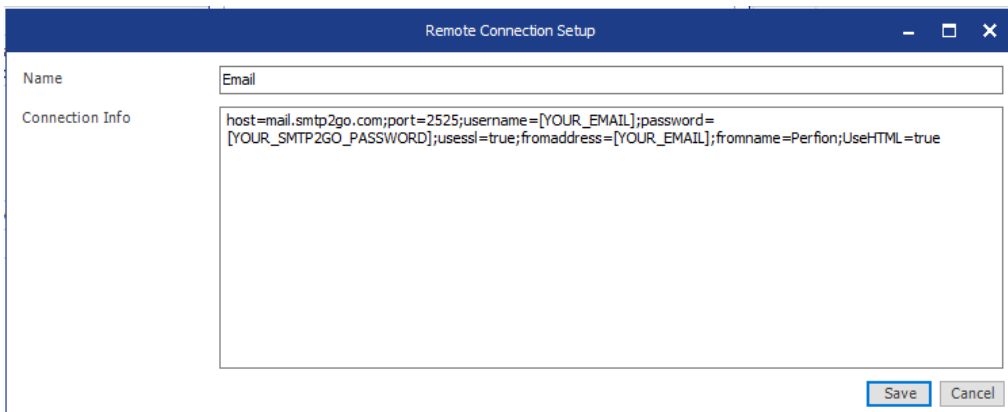 Remote Connection Setup
Name
Email
Connection Info
host=mail.smtp2go.com;port=2525;username=[YOUR_EMAIL];password=
[YOUR_SMTP2GO_PASSWORD];usessl=true;fromaddress=[YOUR_EMAIL];fromname=Perfion;UseHTML=true
Save
Cancel